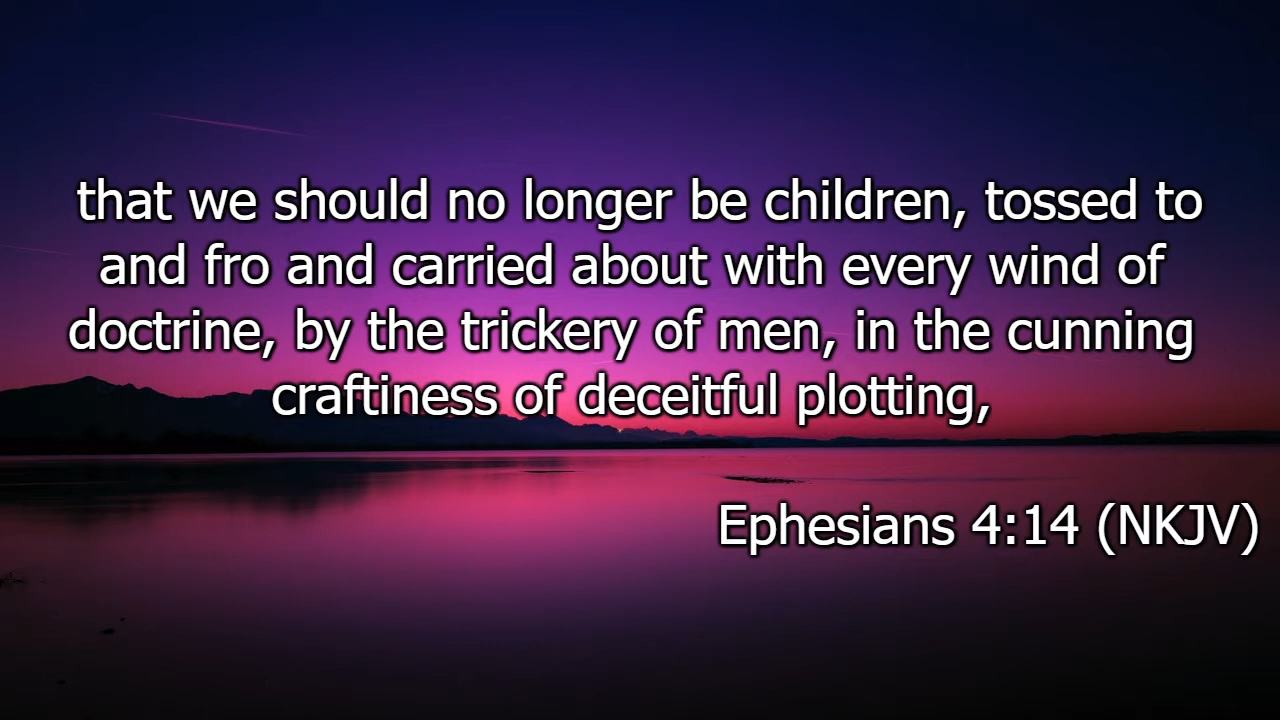 that we should no longer be children, tossed to
and fro and carried about with every wind of
doctrine, by the trickery of men, in the cunning
craftiness of deceitful plotting,
Ephesians 4:14 (NKJV)